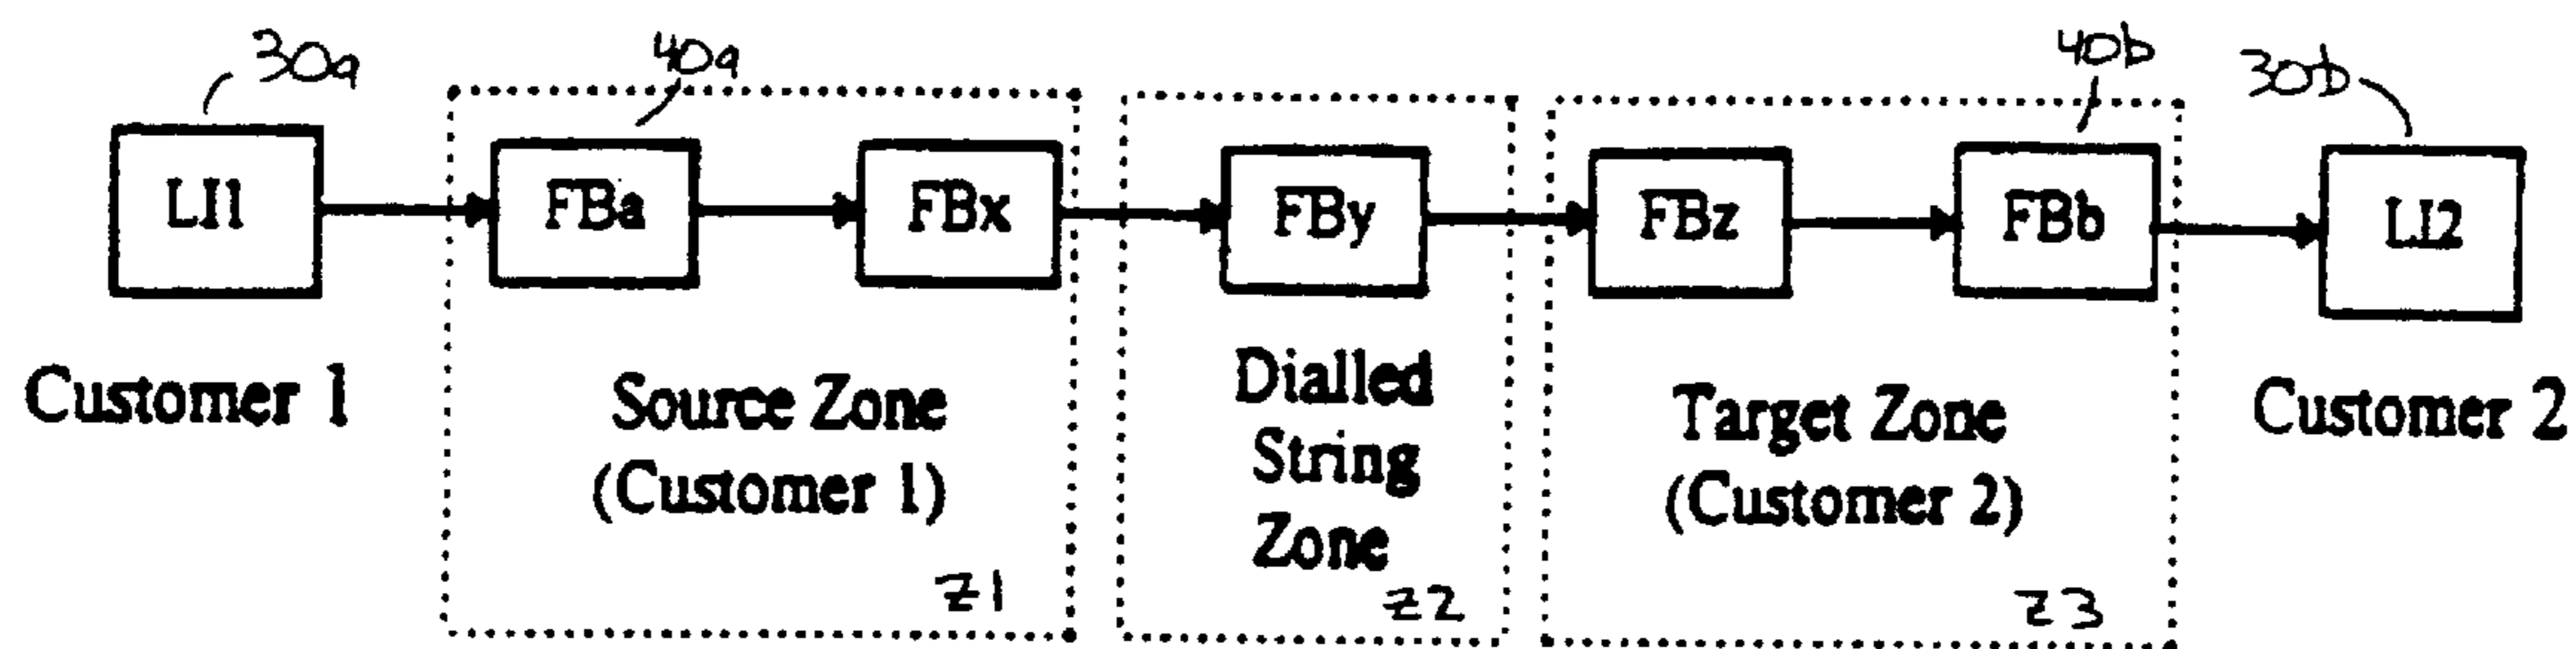 30a
40a
40b
30b
LI1
FBa
FBx
FBy
FBz
FBb
LI2
Customer 1
Source Zone
(Customer 1)
Z1
Dialled
String
Zone
Z2
Target Zone
(Customer 2)
Z3
Customer 2